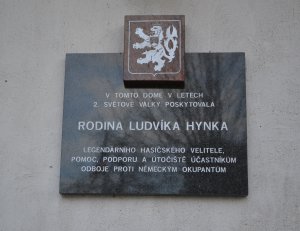 V TOMTO DOMĚ V LETECH
2. SVĚTOVÉ VÁLKY POSKYTOVALA
RODINA LUDVÍKA HYNKA
LEGENDÁRNÍHO HASIČSKÉHO VELITELE,
POMOC, PODPORU A ÚTOČIŠTĚ ÚČASTNÍKŮM
ODBOJE PROTI NĚMECKÝM OKUPANTŮM